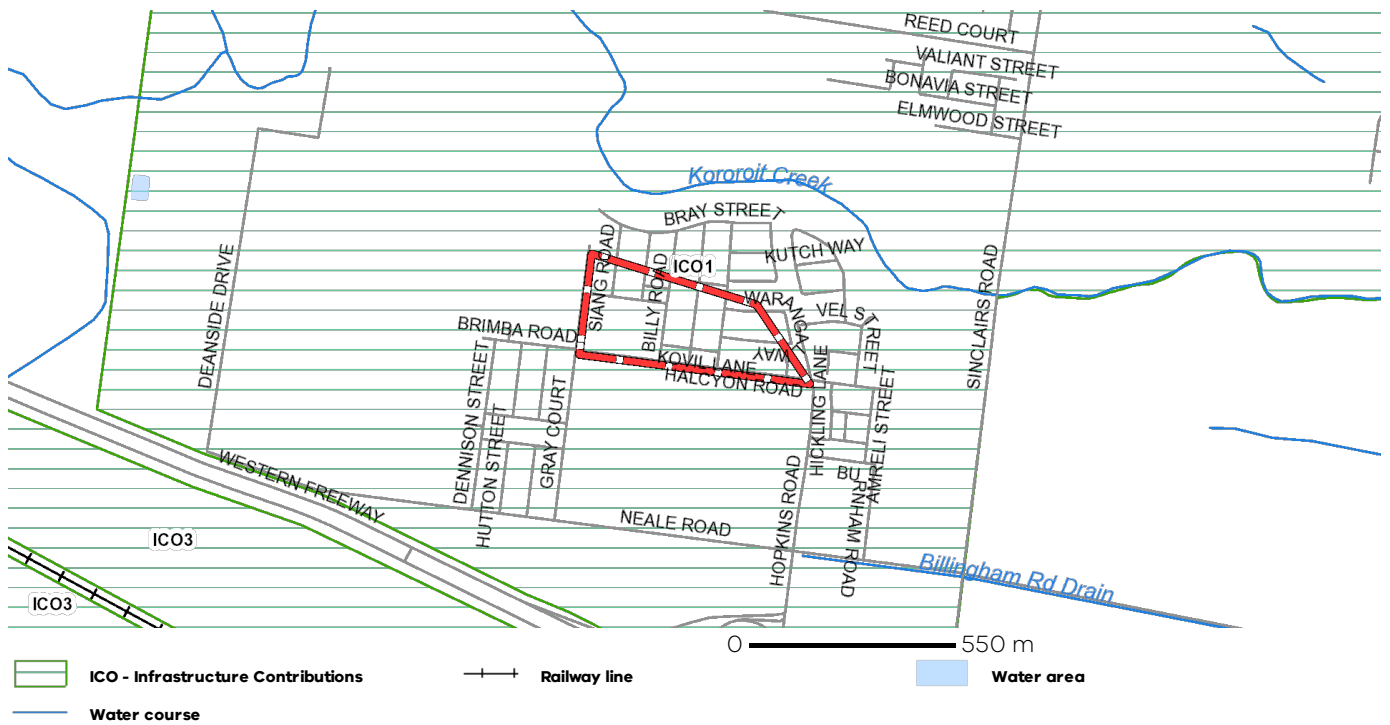 REED COURT
VALIANT STREET
BONAVIA STREET
ELMWOOD STREET
Kororoit Creek
BRAY STREET
KUTCH WAY
ICO1
SIANG ROAD
BILLY ROAD
WARANGA
WAY
VEL STREET
DEANSIDE DRIVE
BRIMBA ROAD
KOVIL LANE
HALCYON ROAD
SINCLAIRS ROAD
HICKLING LANE
AMRELI STREET
DENNISON STREET
HUTTON STREET
GRAY COURT
BURNHAM ROAD
HOPKINS ROAD
WESTERN FREEWAY
NEALE ROAD
ICO3
Billingham Rd Drain
ICO3
0 550 m
ICO - Infrastructure Contributions
Railway line
Water area
Water course